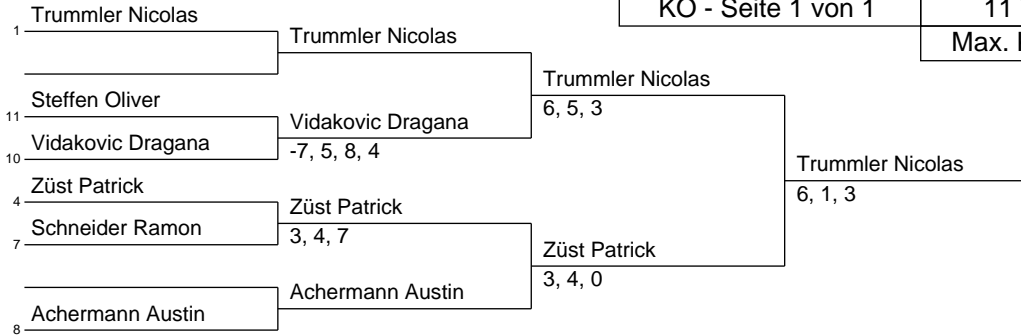 KO - Seite 1 von 1
11
Max.
Trummler Nicolas
1
Steffen Oliver
11
Vidakovic Dragana
10
Züst Patrick
4
Schneider Ramon
7
Achermann Austin
8
Trummler Nicolas
Vidakovic Dragana
-7, 5, 8, 4
Züst Patrick
3, 4, 7
Achermann Austin
Trummler Nicolas
6, 5, 3
Züst Patrick
3, 4, 0
Trummler Nicolas
6, 1, 3